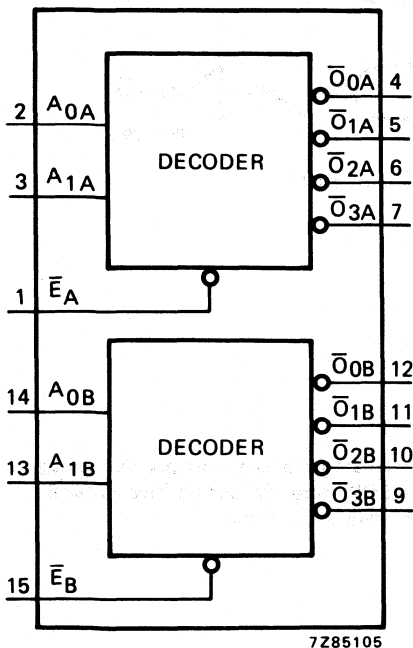 Ō0A 4
2 A0A
Ō1A 5
DECODER
Ō2A 6
3 A1A
Ō3A 7
1 ĒA
Ō0B 12
14 A0B
Ō1B 11
DECODER
13 A1B
Ō2B 10
Ō3B 9
15 ĒB
7Z85105